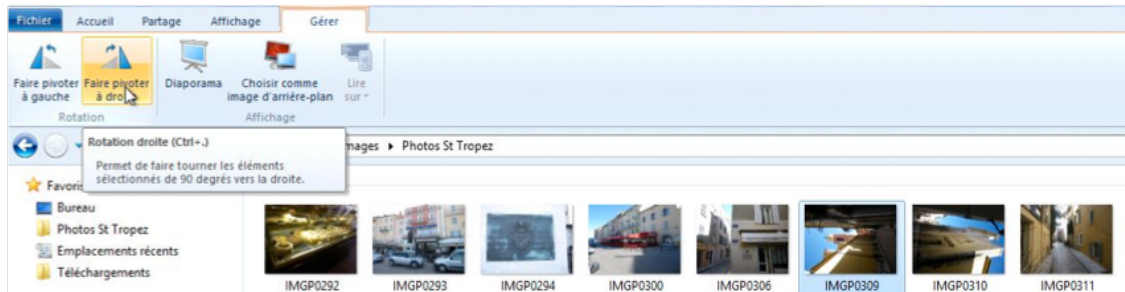 Fichier Accueil Partage Affichage Gérer
Faire pivoter Faire pivoter Diaporama Choisir comme Lire
à gauche à droite image d'arrière-plan sur
Rotation Affichage
Rotation droite (Ctrl+.)
mages ▸ Photos St Tropez
Permet de faire tourner les éléments
sélectionnés de 90 degrés vers la droite.
Favoris
Bureau
Photos St Tropez
Emplacements récents
Téléchargements
IMGP0292 IMGP0293 IMGP0294 IMGP0300 IMGP0306 IMGP0309 IMGP0310 IMGP0311